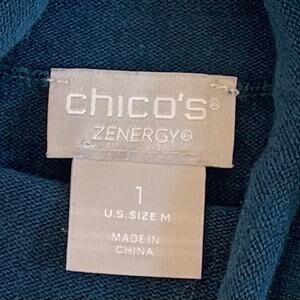 chico's®
ZENERGY®
1
U.S. SIZE M
MADE IN
CHINA